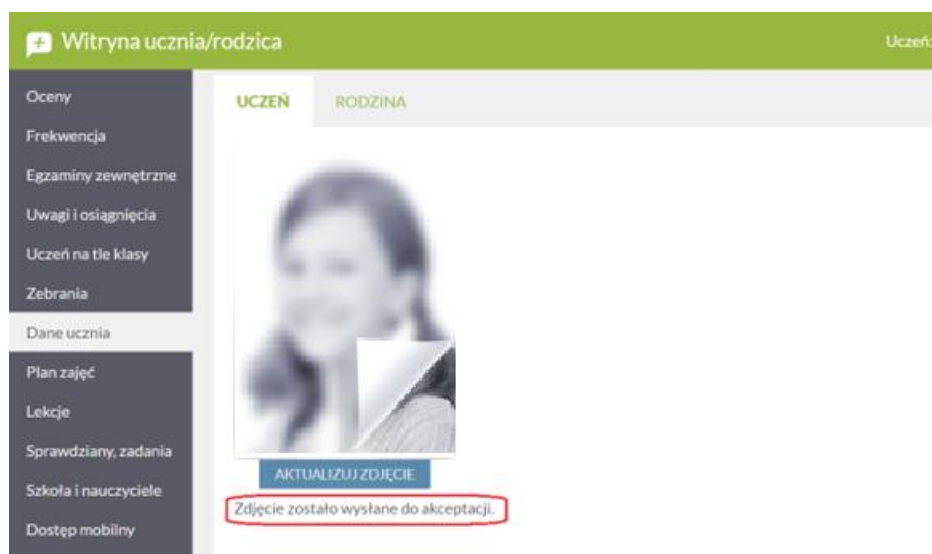 Witryna ucznia/rodzica
Uczeń:
Oceny
Frekwencja
Egzaminy zewnętrzne
Uwagi i osiągnięcia
Uczeń na tle klasy
Zebrania
Dane ucznia
Plan zajęć
Lekcje
Sprawdziany, zadania
Szkoła i nauczyciele
Dostęp mobilny
UCZEŃ
RODZINA
AKTUALIZUJ ZDJĘCIE
Zdjęcie zostało wysłane do akceptacji.